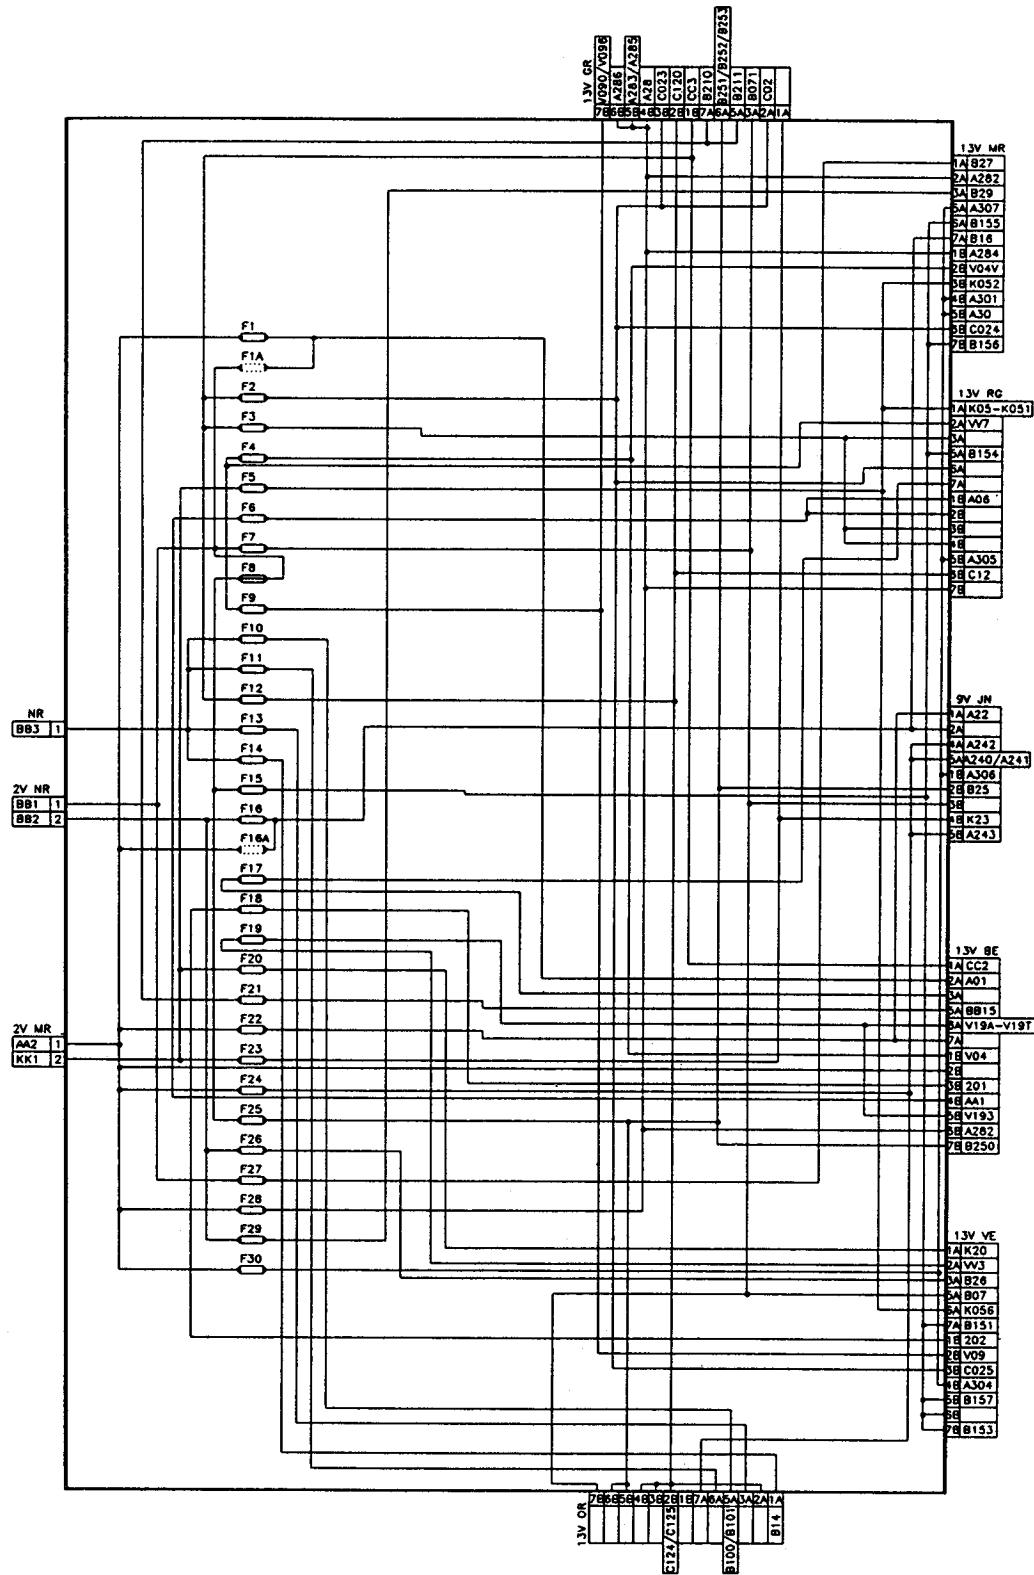 13V GR
7B V090/V096
6B A286
5B A283/A285
4B A28
3B C023
2B C120
1B CC3
7A B210
6A B251/B252/B253
5A B211
3A B071
2A C02
1A
13V MR
1A B27
2A A282
3A B29
5A A307
6A B155
7A B16
1B A284
2B V04V
3B K052
4B A301
5B A30
6B C024
7B B156
13V RG
1A K05-K051
2A VV7
3A
5A B154
6A
7A
1B A06
2B
3B
4B
5B A305
6B C12
7B
9V JN
1A A22
2A
4A A242
5A A240/A241
1B A306
2B B25
3B
4B K23
5B A243
13V BE
1A CC2
2A A01
3A
5A BB15
6A V19A-V19T
7A
1B V04
2B
3B 201
4B AA1
5B V193
6B A282
7B B250
13V VE
1A K20
2A VV3
3A B26
5A B07
6A K056
7A B151
1B 202
2B V09
3B C025
4B A304
5B B157
6B
7B B153
F1
F1A
F2
F3
F4
F5
F6
F7
F8
F9
F10
F11
F12
F13
F14
F15
F16
F16A
F17
F18
F19
F20
F21
F22
F23
F24
F25
F26
F27
F28
F29
F30
NR
BB3 1
2V NR
BB1 1
BB2 2
2V MR
AA2 1
KK1 2
13V OR
7B
6B
5B
4B
3B
2B C124/C125
1B
7A
6A
5A B100/B101
3A
2A
1A B14